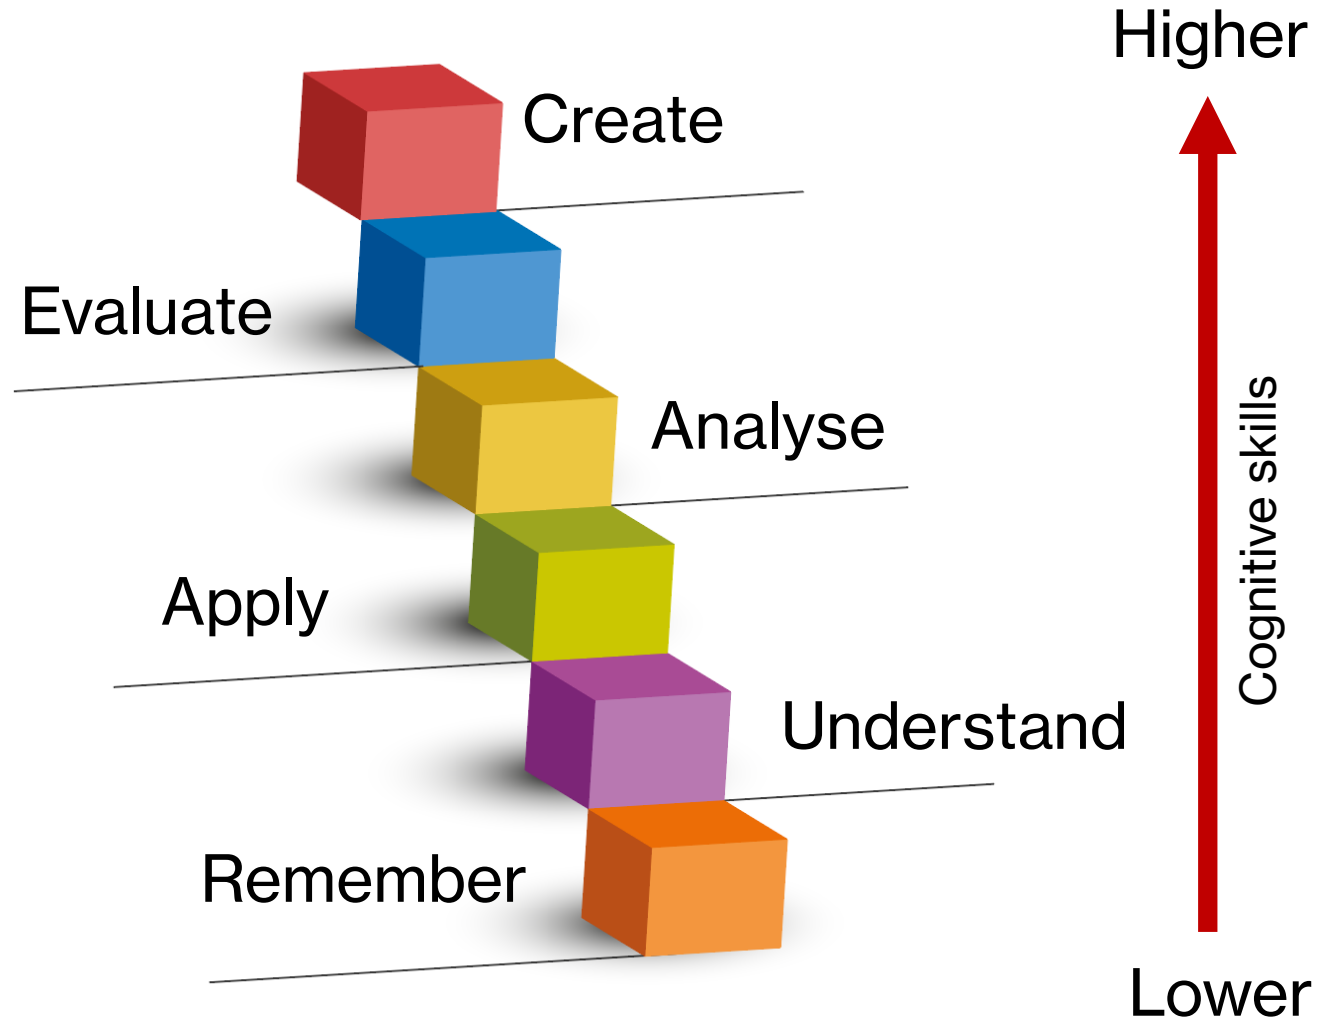 Higher
Create
Evaluate
Analyse
Cognitive skills
Apply
Understand
Remember
Lower